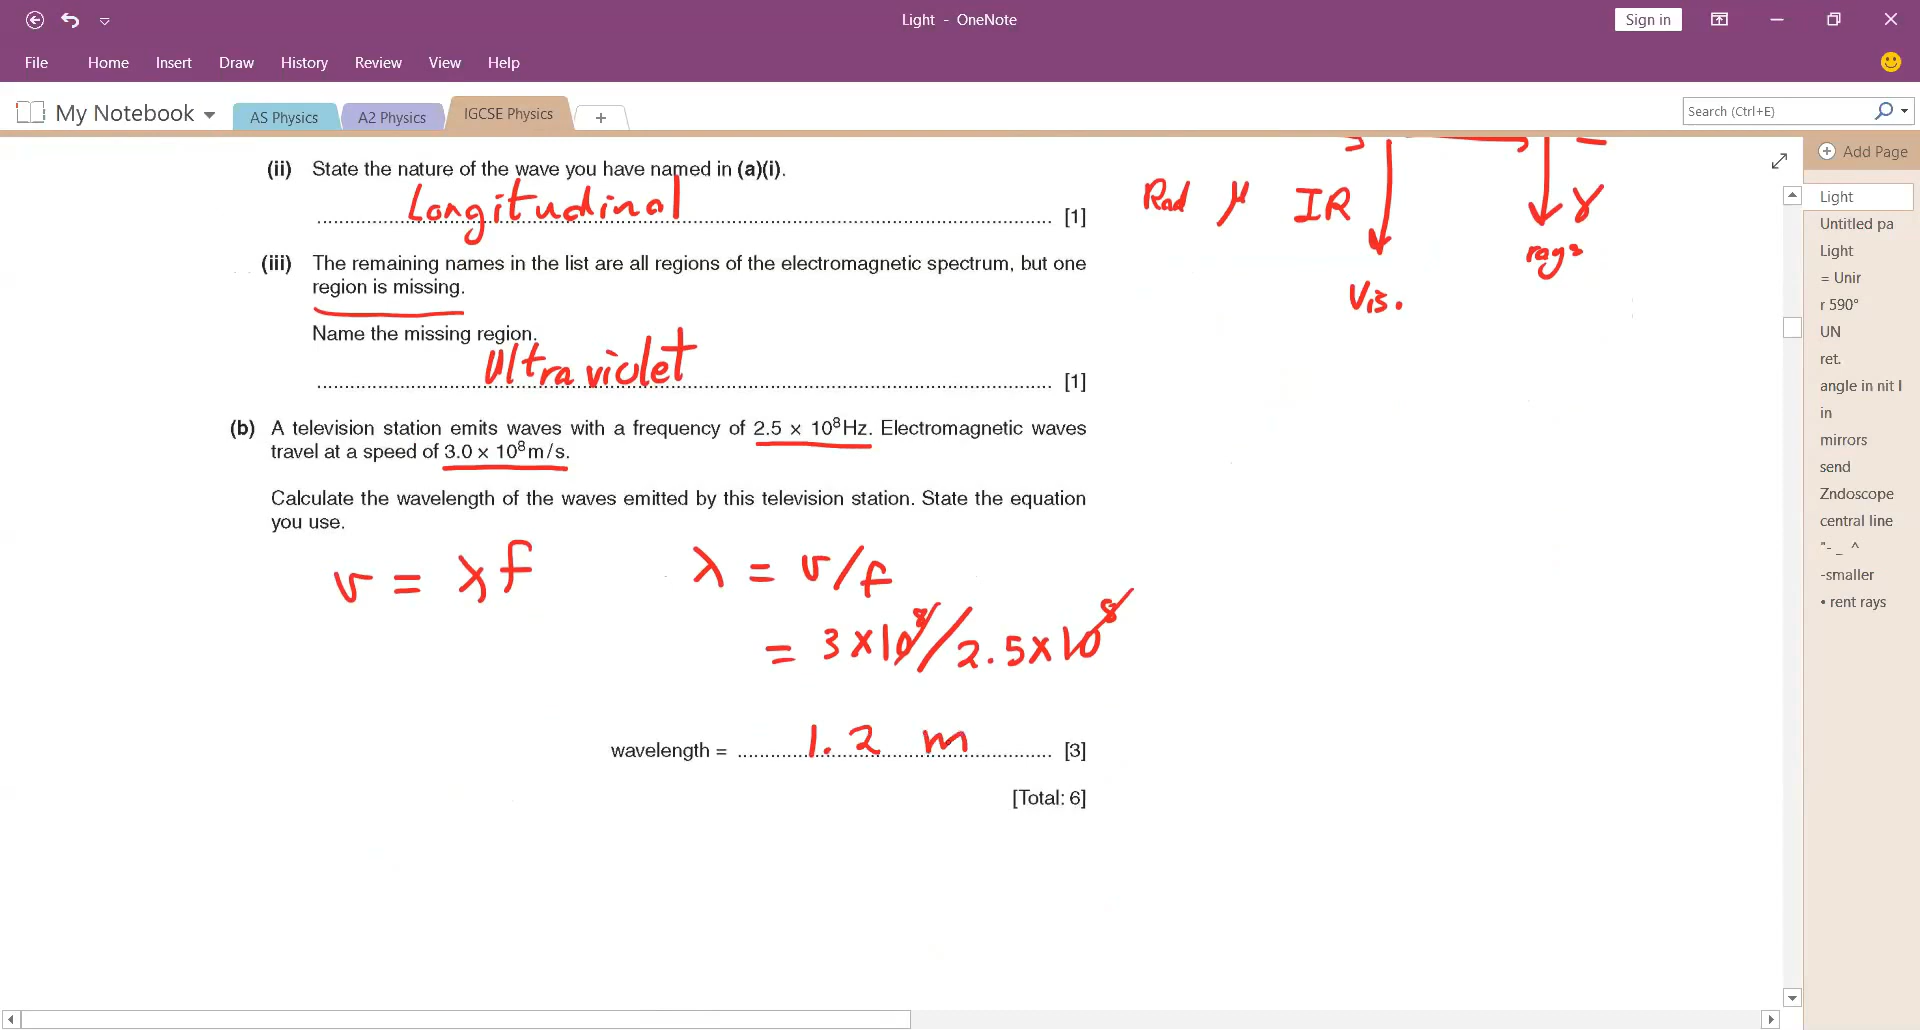 Light - OneNote
Sign in
File Home Insert Draw History Review View Help
My Notebook
AS Physics A2 Physics IGCSE Physics +
Search (Ctrl+E)
Add Page
(ii) State the nature of the wave you have named in (a)(i).
Longitudinal [1]
(iii) The remaining names in the list are all regions of the electromagnetic spectrum, but one
region is missing.
Name the missing region.
Ultraviolet [1]
(b) A television station emits waves with a frequency of 2.5 × 10⁸Hz. Electromagnetic waves
travel at a speed of 3.0 × 10⁸m/s.
Calculate the wavelength of the waves emitted by this television station. State the equation
you use.
v = λf λ = v/f
= 3×10⁸/2.5×10⁸
wavelength = 1.2 m [3]
[Total: 6]
Rad μ IR γ
rays
Vis.
Light
Untitled pa
Light
= Unir
r 590°
UN
ret.
angle in nit I
in
mirrors
send
Zndoscope
central line
"- _ ^
-smaller
• rent rays